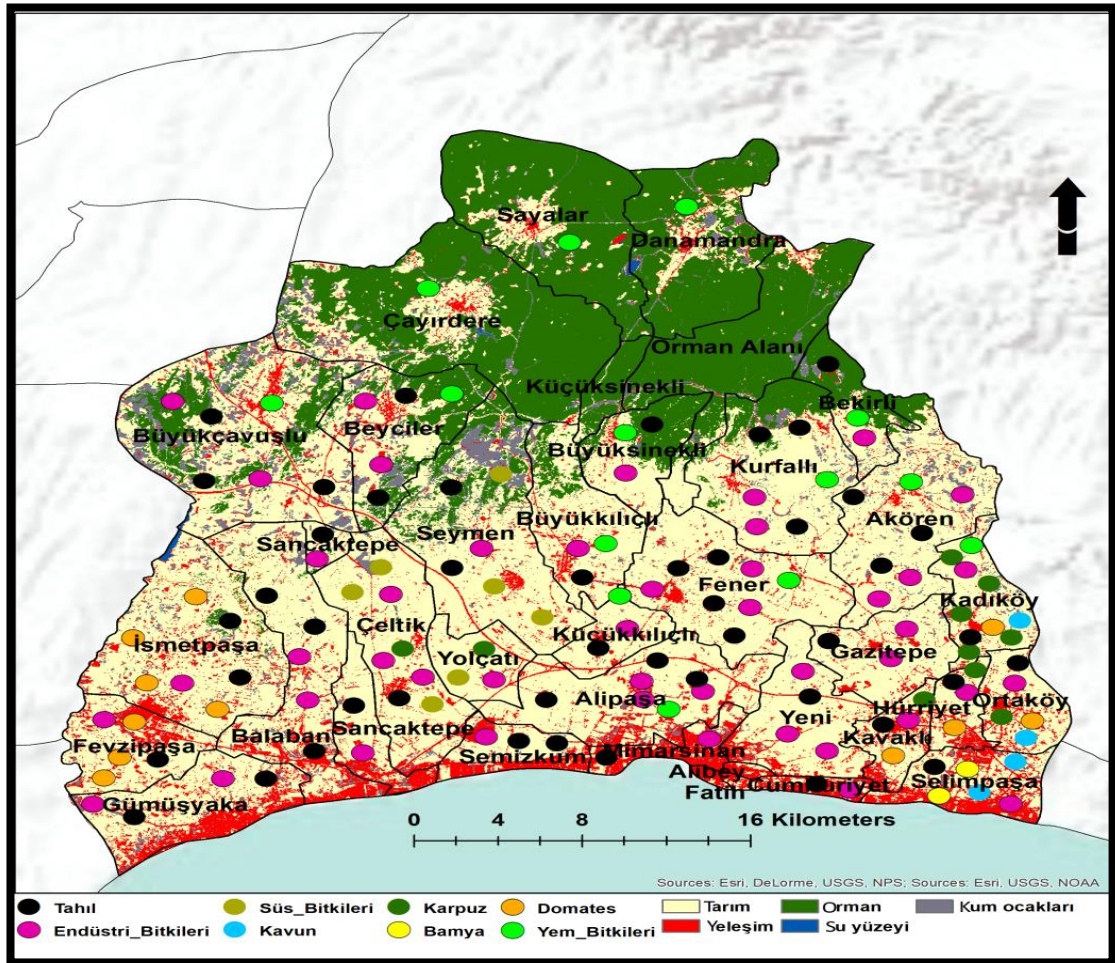 Sayalar
Danamandra
Çayırdere
Orman Alanı
Küçüksinekli
Bekirli
Büyükçavuşlu
Beyciler
Büyüksinekli
Kurfallı
Büyükkılıçlı
Akören
Seymen
Sançaktepe
Fener
Kadıköy
Çeltik
Küçükkılıçlı
İsmetpaşa
Yolçatı
Gazitepe
Alipaşa
Ortaköy
Hürriyet
Yeni
Sancaktepe
Balaban
Kavaklı
Fevzipaşa
Semizkum
Mimarsinan
Alibey
Selimpaşa
Fatih
Cumhuriyet
Gümüşyaka
0 4 8 16 Kilometers
Sources: Esri, DeLorme, USGS, NPS; Sources: Esri, USGS, NOAA
Tahıl Süs_Bitkileri Karpuz Domates Tarım Orman Kum ocakları
Endüstri_Bitkileri Kavun Bamya Yem_Bitkileri Yeleşim Su yüzeyi